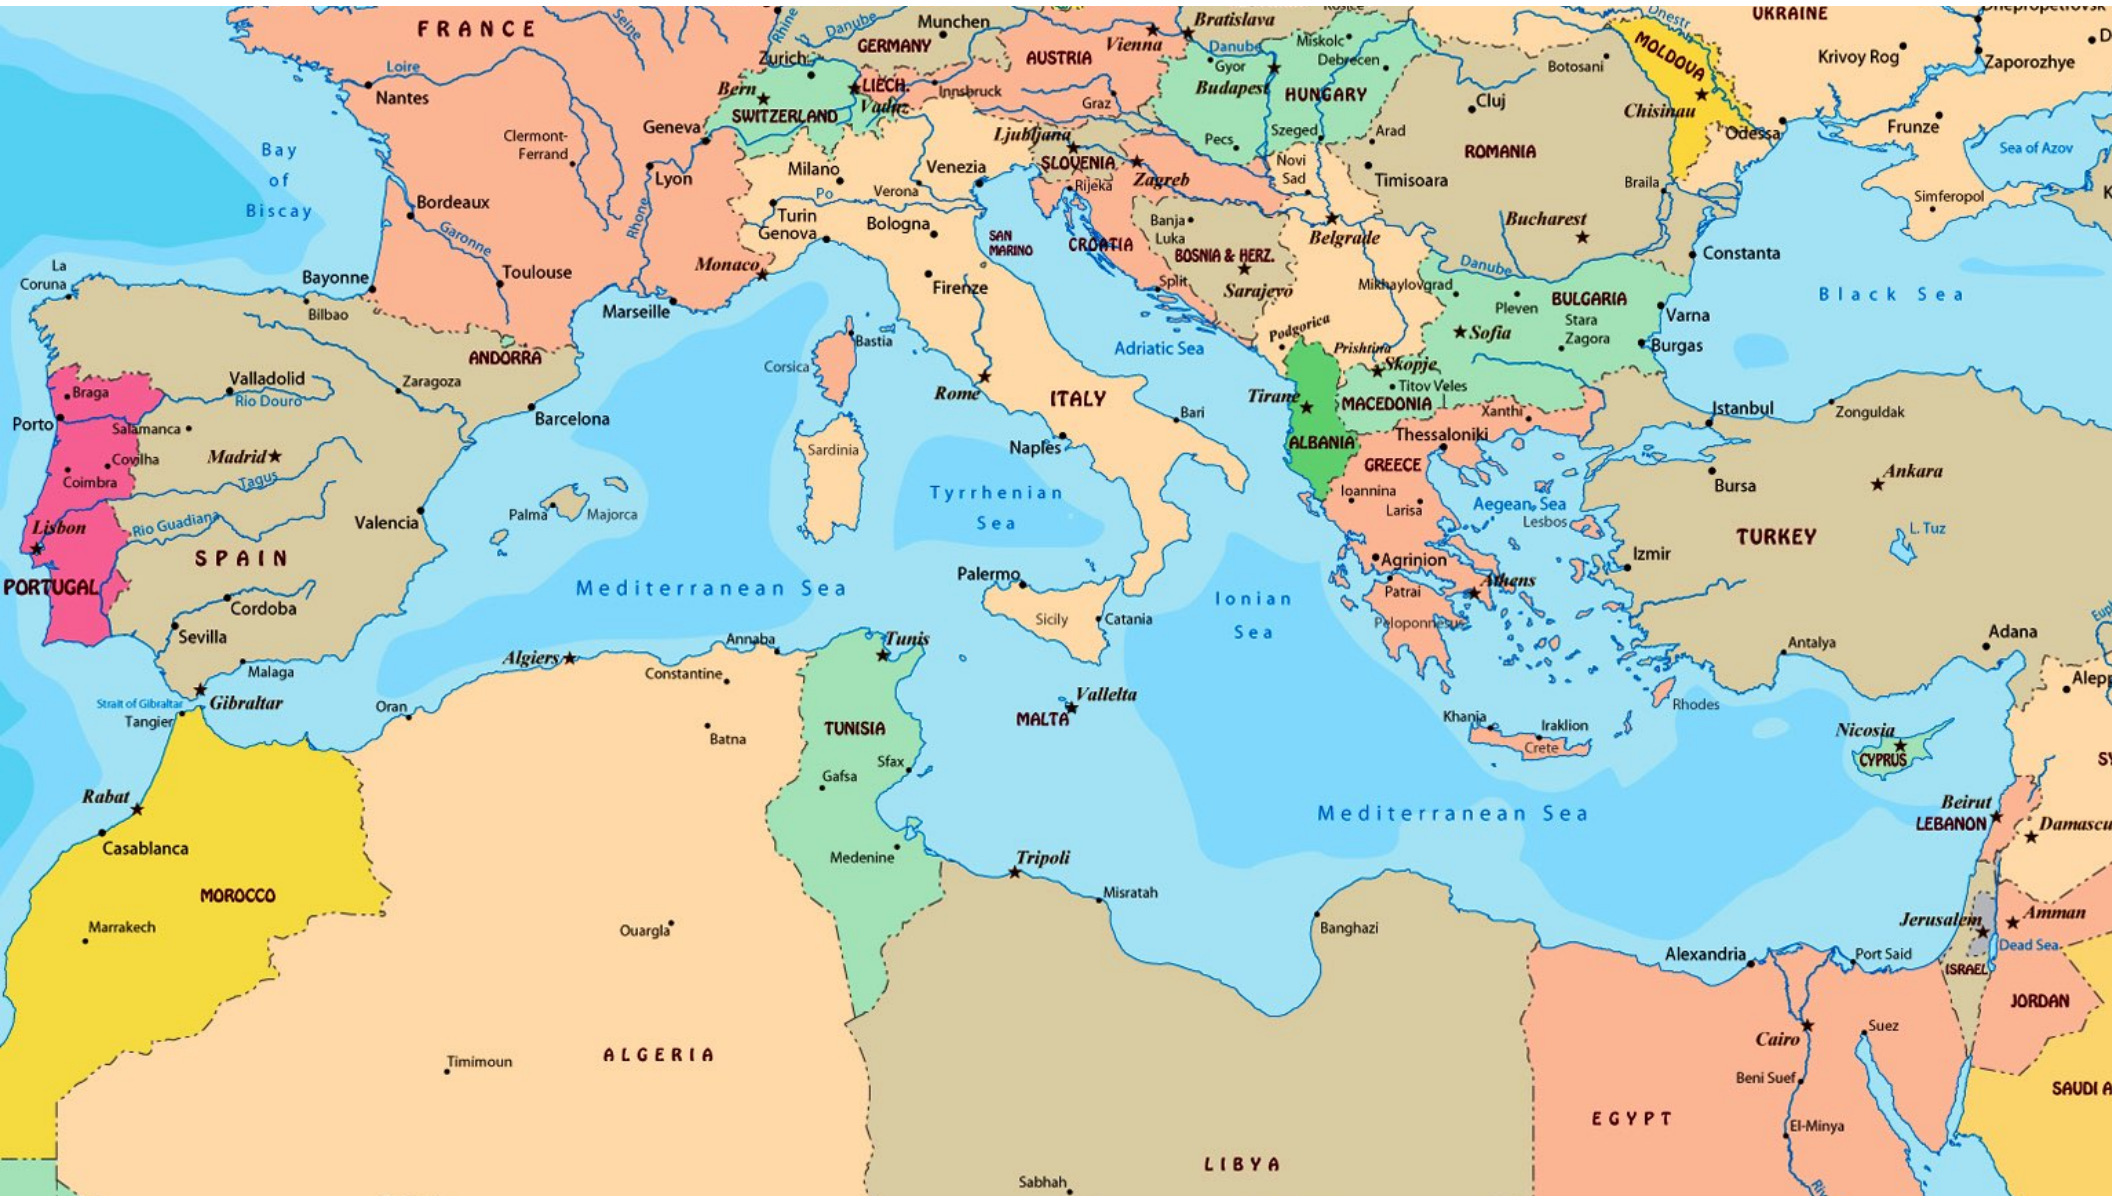 FRANCE
Seine
Rhine
Danube
Munchen
GERMANY
Vienna
Bratislava
Danube
AUSTRIA
Miskolc
Dnestr
UKRAINE
MOLDOVA
Krivoy Rog
Zaporozhye
Loire
Nantes
Zurich
LIECH.
Vaduz
Bern
SWITZERLAND
Innsbruck
Gyor
Debrecen
Budapest
HUNGARY
Botosani
Cluj
Chisinau
Odessa
Frunze
Graz
Clermont-
Ferrand
Geneva
Ljubljana
Pecs
Szeged
Arad
Bay
of
Biscay
Lyon
Milano
Venezia
SLOVENIA
Zagreb
Novi
Sad
Timisoara
ROMANIA
Braila
Sea of Azov
Simferopol
Bordeaux
Garonne
Rhone
Po
Verona
Rijeka
Turin
Genova
Bologna
SAN
MARINO
CROATIA
Banja
Luka
BOSNIA & HERZ.
Belgrade
Bucharest
Constanta
La
Coruna
Bayonne
Toulouse
Monaco
Firenze
Split
Sarajevo
Mikhaylovgrad
Danube
Pleven
BULGARIA
Black Sea
Bilbao
Marseille
Varna
Stara
Zagora
Sofia
Burgas
ANDORRA
Corsica
Bastia
Adriatic Sea
Podgorica
Prishtina
Skopje
Braga
Valladolid
Rio Douro
Zaragoza
Rome
ITALY
Tirane
Titov Veles
MACEDONIA
Porto
Salamanca
Barcelona
Bari
Xanthi
Istanbul
Zonguldak
Covilha
Coimbra
Madrid
Tagus
Sardinia
Naples
ALBANIA
Thessaloniki
GREECE
Ankara
Bursa
Lisbon
Rio Guadiana
Valencia
Palma
Majorca
Tyrrhenian
Sea
Ioannina
Larisa
Aegean Sea
Lesbos
L. Tuz
TURKEY
PORTUGAL
SPAIN
Cordoba
Sevilla
Mediterranean Sea
Palermo
Sicily
Catania
Ionian
Sea
Agrinion
Patrai
Athens
Peloponnesus
Izmir
Antalya
Adana
Malaga
Gibraltar
Strait of Gibraltar
Tangier
Oran
Algiers
Constantine
Annaba
Tunis
Batna
TUNISIA
MALTA
Vallelta
Khania
Iraklion
Crete
Rhodes
Nicosia
CYPRUS
Gafsa
Sfax
Rabat
Casablanca
Mediterranean Sea
Beirut
LEBANON
Medenine
Tripoli
Misratah
MOROCCO
Marrakech
Ouargla
Banghazi
Jerusalem
Amman
Dead Sea
Alexandria
Port Said
ISRAEL
JORDAN
Timimoun
ALGERIA
Cairo
Suez
Beni Suef
EGYPT
El-Minya
LIBYA
Sabhah